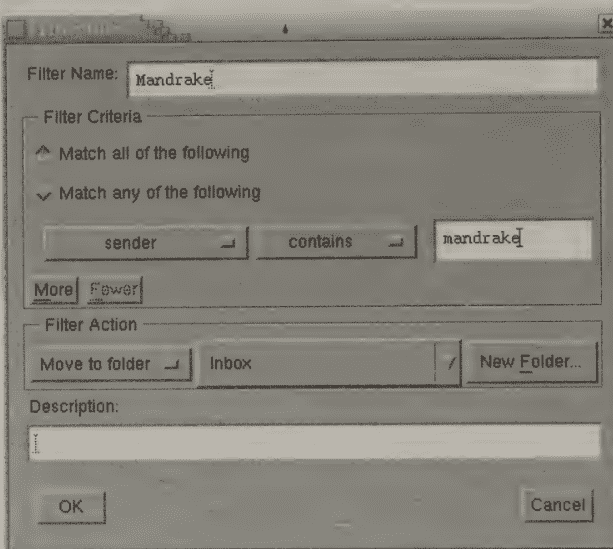 Filter Name: Mandrake
Filter Criteria
Match all of the following
Match any of the following
sender contains mandrake
More Fewer
Filter Action
Move to folder Inbox New Folder...
Description:
OK Cancel